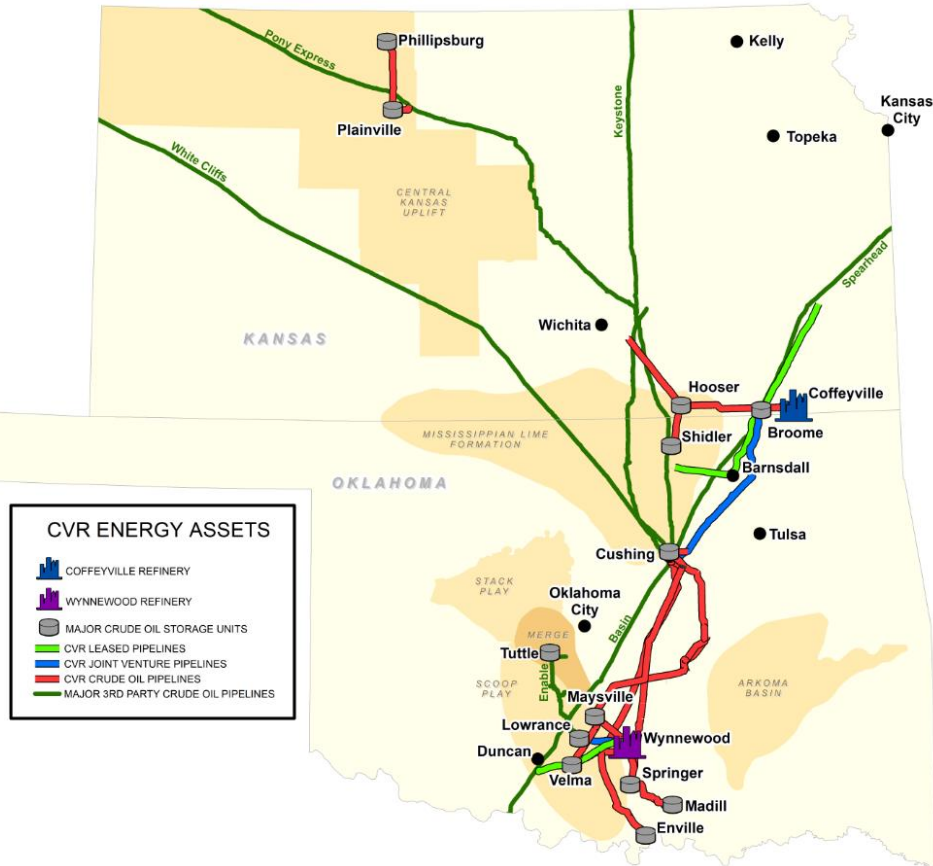 Phillipsburg
Kelly
Pony Express
Keystone
Kansas
City
Plainville
Topeka
White Cliffs
CENTRAL
KANSAS
UPLIFT
Spearhead
Wichita
KANSAS
Hooser
Coffeyville
Broome
MISSISSIPPIAN LIME
FORMATION
Shidler
Barnsdall
OKLAHOMA
CVR ENERGY ASSETS
COFFEYVILLE REFINERY
WYNNEWOOD REFINERY
MAJOR CRUDE OIL STORAGE UNITS
CVR LEASED PIPELINES
CVR JOINT VENTURE PIPELINES
CVR CRUDE OIL PIPELINES
MAJOR 3RD PARTY CRUDE OIL PIPELINES
Tulsa
Cushing
STACK
PLAY
Oklahoma
City
Basin
MERGE
Tuttle
Enable
SCOOP
PLAY
Maysville
ARKOMA
BASIN
Lowrance
Wynnewood
Duncan
Velma
Springer
Madill
Enville